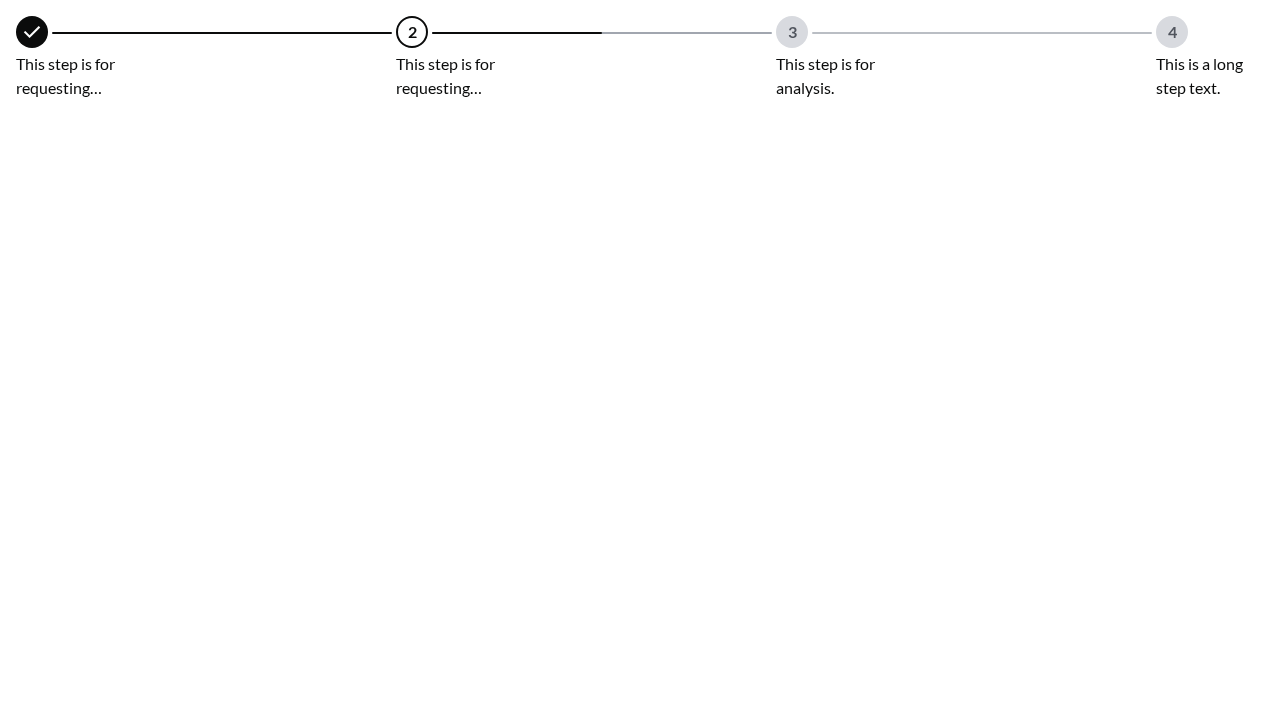 2
3
4
This step is for
requesting…
This step is for
requesting…
This step is for
analysis.
This is a long
step text.